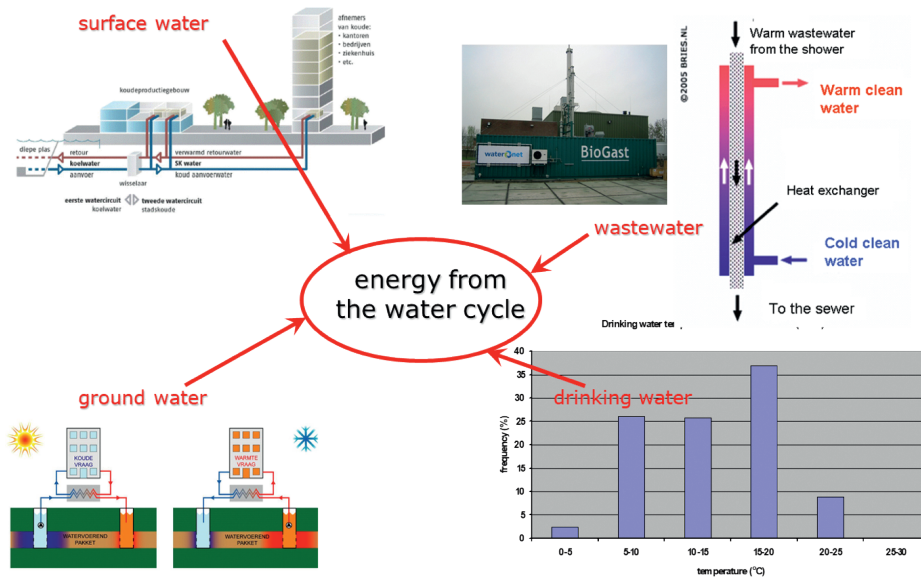 surface water
afnemers
van koude:
• kantoren
• bedrijven
• ziekenhuis
• etc.
koudeproductiegebouw
diepe plas
retour
verwarmd retourwater
koelwater
SK water
aanvoer
koud aanvoerwater
wisselaar
eerste watercircuit
koelwater
tweede watercircuit
stadskoude
waternet
BioGast
©2005 BRIES.NL
Warm wastewater
from the shower
Warm clean
water
Heat exchanger
Cold clean
water
To the sewer
wastewater
energy from
the water cycle
ground water
KOUDE
VRAAG
WATERVOEREND
PAKKET
WARMTE
VRAAG
WATERVOEREND
PAKKET
drinking water
Drinking water
frequency (%)
40
35
30
25
20
15
10
5
0
0-5
5-10
10-15
15-20
20-25
25-30
temperature (°C)